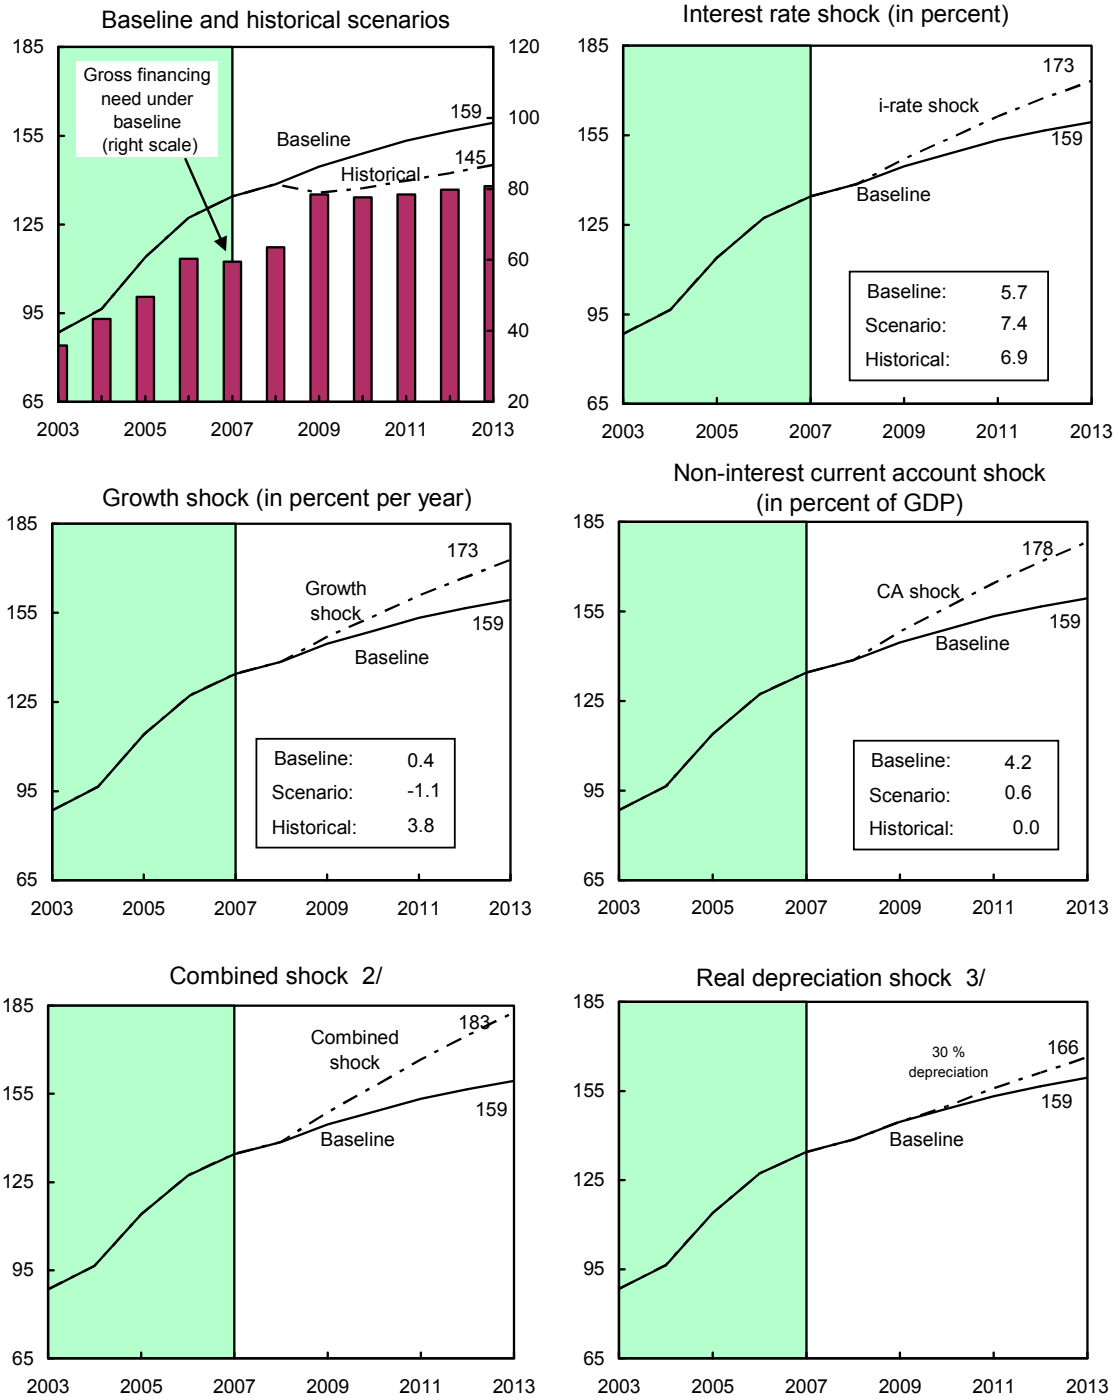 Baseline and historical scenarios
185
155
125
95
65
120
100
80
60
40
20
Gross financing
need under
baseline
(right scale)
159
Baseline
145
Historical
2003 2005 2007 2009 2011 2013
Interest rate shock (in percent)
185
155
125
95
65
173
i-rate shock
159
Baseline
Baseline: 5.7
Scenario: 7.4
Historical: 6.9
2003 2005 2007 2009 2011 2013
Growth shock (in percent per year)
185
155
125
95
65
173
Growth
shock
159
Baseline
Baseline: 0.4
Scenario: -1.1
Historical: 3.8
2003 2005 2007 2009 2011 2013
Non-interest current account shock
(in percent of GDP)
185
155
125
95
65
178
CA shock
159
Baseline
Baseline: 4.2
Scenario: 0.6
Historical: 0.0
2003 2005 2007 2009 2011 2013
Combined shock 2/
185
155
125
95
65
183
Combined
shock
159
Baseline
2003 2005 2007 2009 2011 2013
Real depreciation shock 3/
185
155
125
95
65
166
30 %
depreciation
159
Baseline
2003 2005 2007 2009 2011 2013